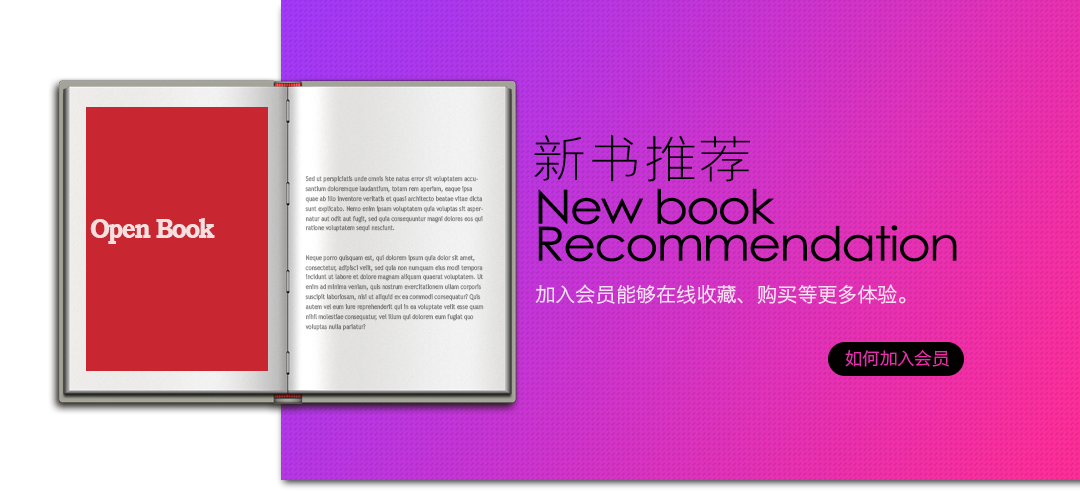 Open Book
Sed ut perspiciatis unde omnis iste natus error sit voluptatem accu-
santium doloremque laudantium, totam rem aperiam, eaque ipsa
quae ab illo inventore veritatis et quasi architecto beatae vitae dicta
sunt explicabo. Nemo enim ipsam voluptatem quia voluptas sit asper-
natur aut odit aut fugit, sed quia consequuntur magni dolores eos qui
ratione voluptatem sequi nesciunt.
Neque porro quisquam est, qui dolorem ipsum quia dolor sit amet,
consectetur, adipisci velit, sed quia non numquam eius modi tempora
incidunt ut labore et dolore magnam aliquam quaerat voluptatem. Ut
enim ad minima veniam, quis nostrum exercitationem ullam corporis
suscipit laboriosam, nisi ut aliquid ex ea commodi consequatur? Quis
autem vel eum iure reprehenderit qui in ea voluptate velit esse quam
nihil molestiae consequatur, vel illum qui dolorem eum fugiat quo
voluptas nulla pariatur?
新书推荐
New book
Recommendation
加入会员能够在线收藏、购买等更多体验。
如何加入会员